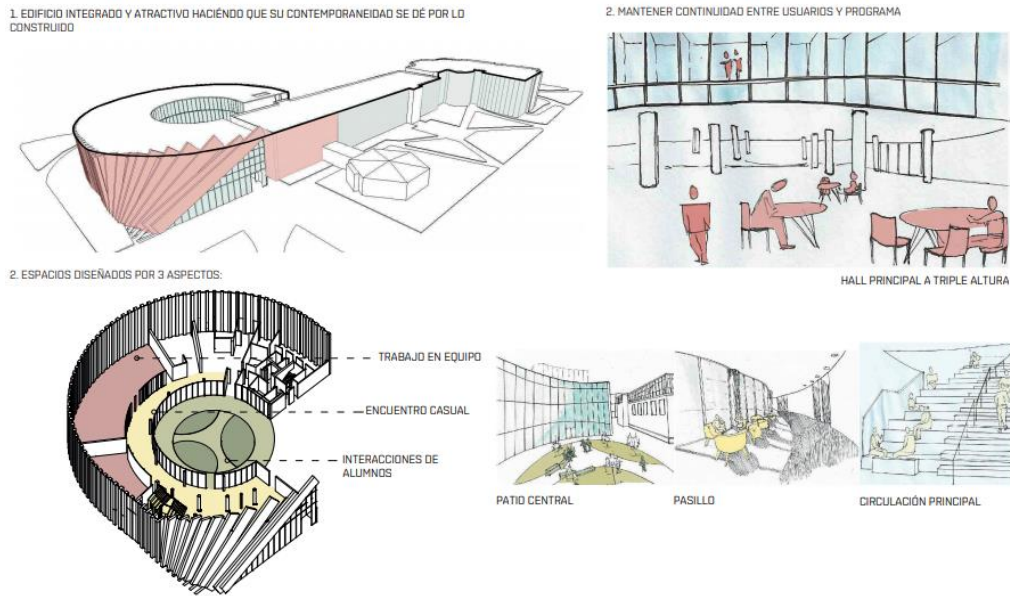 1. EDIFICIO INTEGRADO Y ATRACTIVO HACIÉNDO QUE SU CONTEMPORANEIDAD SE DÉ POR LO
CONSTRUIDO
2. MANTENER CONTINUIDAD ENTRE USUARIOS Y PROGRAMA
HALL PRINCIPAL A TRIPLE ALTURA
2. ESPACIOS DISEÑADOS POR 3 ASPECTOS:
TRABAJO EN EQUIPO
ENCUENTRO CASUAL
INTERACCIONES DE
ALUMNOS
PATIO CENTRAL
PASILLO
CIRCULACIÓN PRINCIPAL